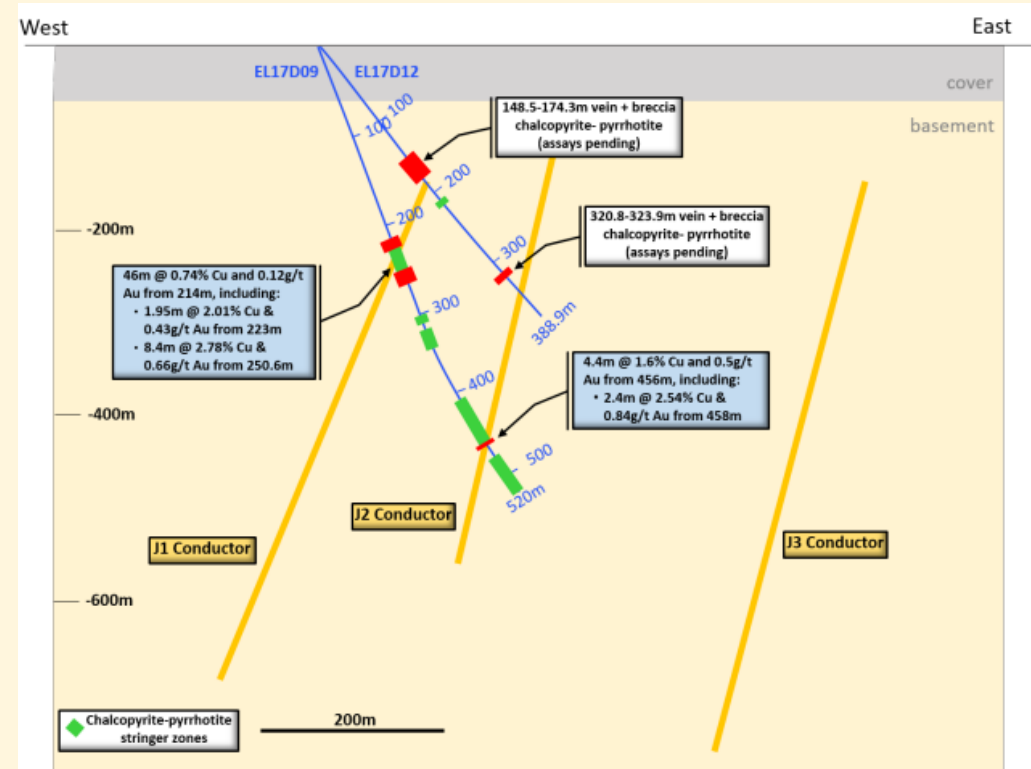 West
East
EL17D09
EL17D12
cover
basement
100
100
148.5-174.3m vein + breccia
chalcopyrite- pyrrhotite
(assays pending)
200
200
-200m
320.8-323.9m vein + breccia
chalcopyrite- pyrrhotite
(assays pending)
300
46m @ 0.74% Cu and 0.12g/t
Au from 214m, including:
• 1.95m @ 2.01% Cu &
0.43g/t Au from 223m
• 8.4m @ 2.78% Cu &
0.66g/t Au from 250.6m
300
388.9m
4.4m @ 1.6% Cu and 0.5g/t
Au from 456m, including:
• 2.4m @ 2.54% Cu &
0.84g/t Au from 458m
400
-400m
500
520m
J2 Conductor
J1 Conductor
J3 Conductor
-600m
Chalcopyrite-pyrrhotite
stringer zones
200m